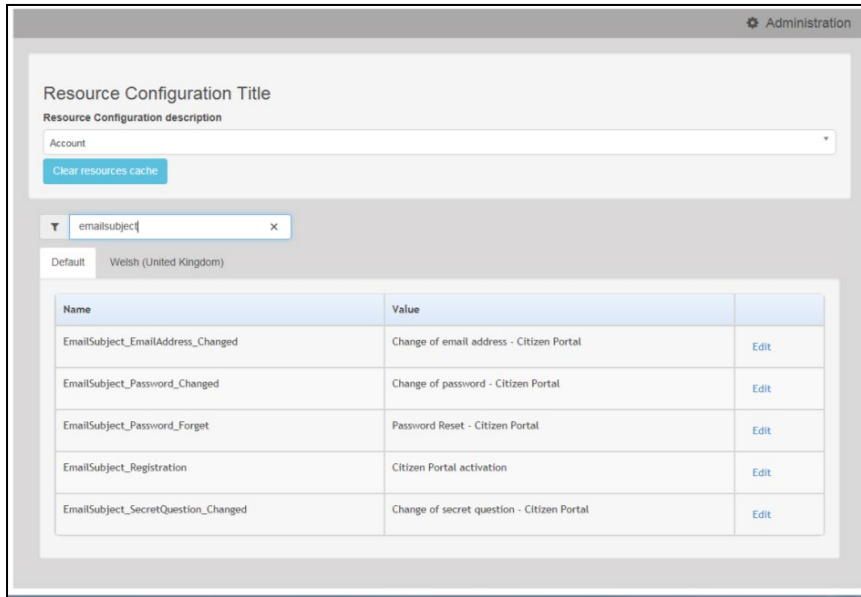 Administration
Resource Configuration Title
Resource Configuration description
Account
Clear resources cache
emailsubject
Default Welsh (United Kingdom)
Name Value
EmailSubject_EmailAddress_Changed Change of email address - Citizen Portal Edit
EmailSubject_Password_Changed Change of password - Citizen Portal Edit
EmailSubject_Password_Forget Password Reset - Citizen Portal Edit
EmailSubject_Registration Citizen Portal activation Edit
EmailSubject_SecretQuestion_Changed Change of secret question - Citizen Portal Edit